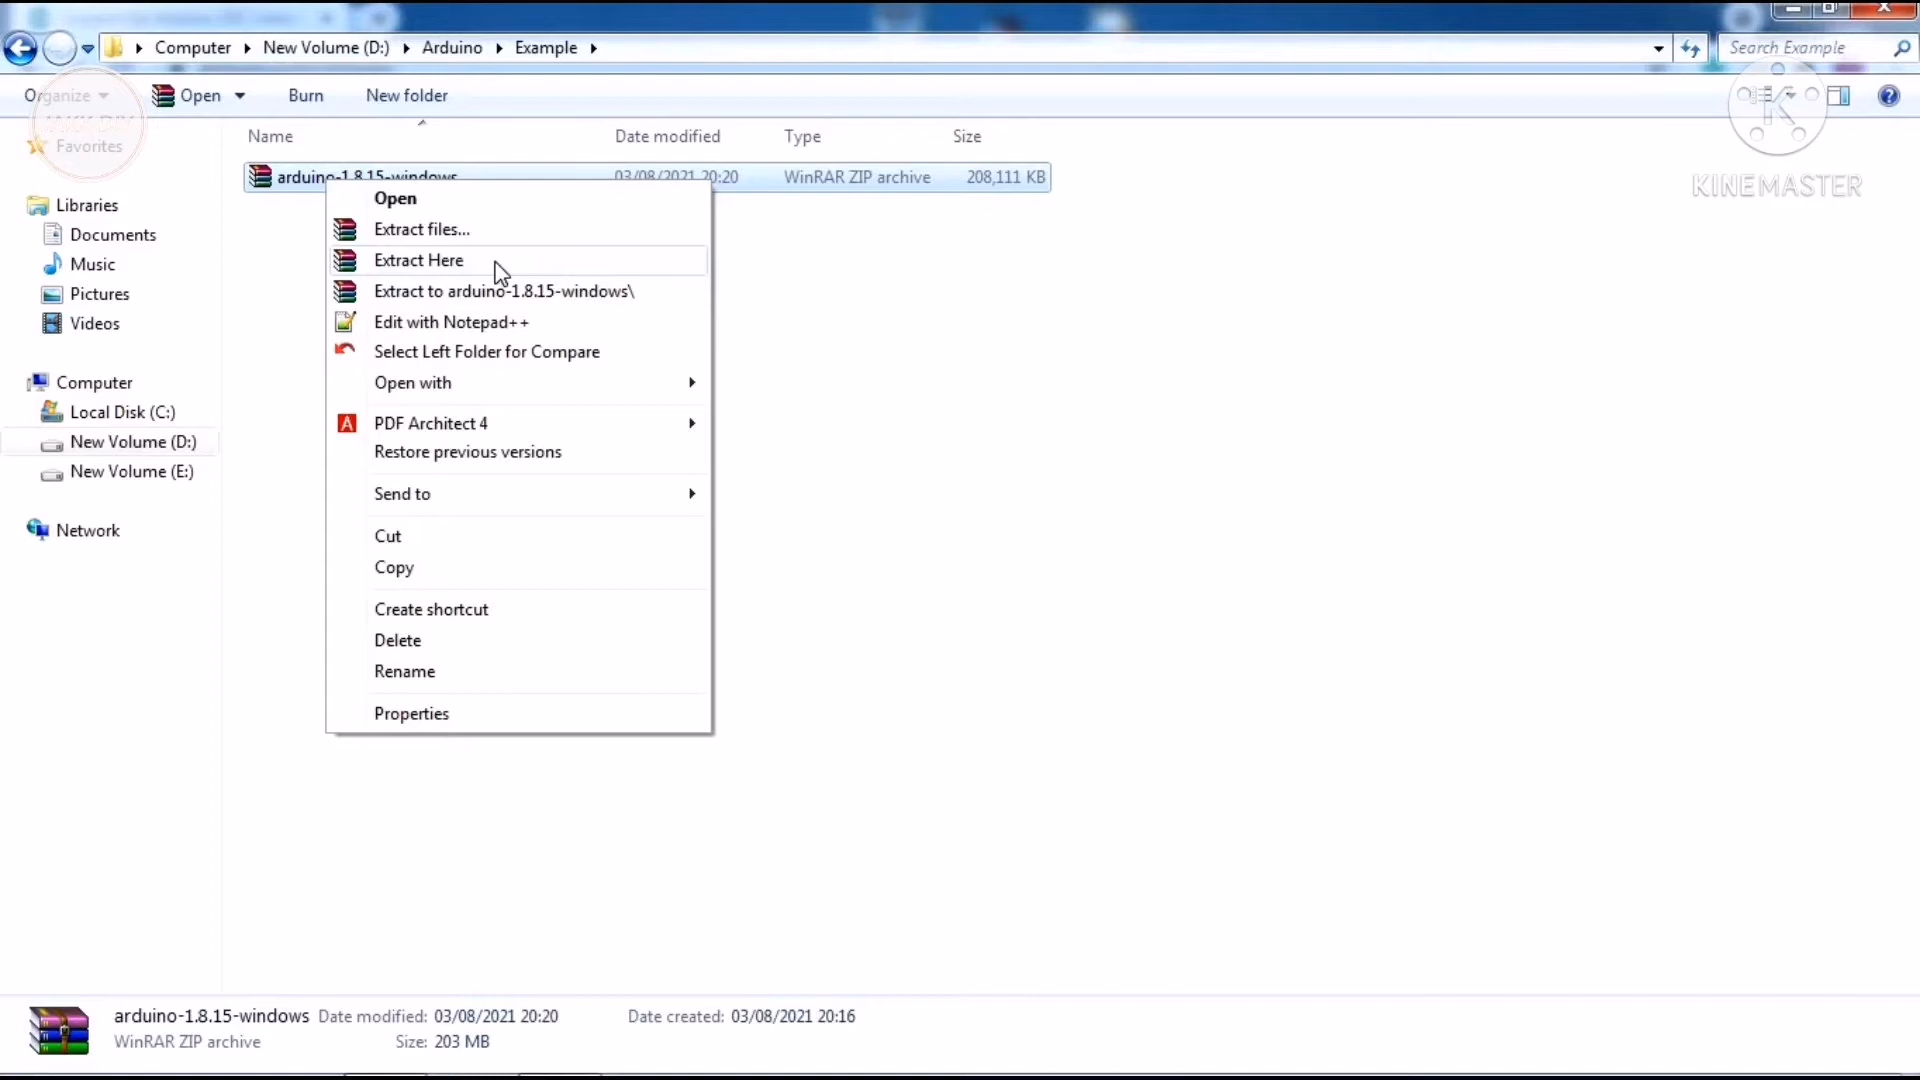 Computer New Volume (D:) Arduino Example
Search Example
Organize Open Burn New folder
Name Date modified Type Size
arduino-1.8.15-windows 03/08/2021 20:20 WinRAR ZIP archive 208,111 KB
Favorites
Libraries
Documents
Music
Pictures
Videos
Computer
Local Disk (C:)
New Volume (D:)
New Volume (E:)
Network
Open
Extract files...
Extract Here
Extract to arduino-1.8.15-windows\
Edit with Notepad++
Select Left Folder for Compare
Open with
PDF Architect 4
Restore previous versions
Send to
Cut
Copy
Create shortcut
Delete
Rename
Properties
K
KINEMASTER
arduino-1.8.15-windows Date modified: 03/08/2021 20:20 Date created: 03/08/2021 20:16
WinRAR ZIP archive Size: 203 MB